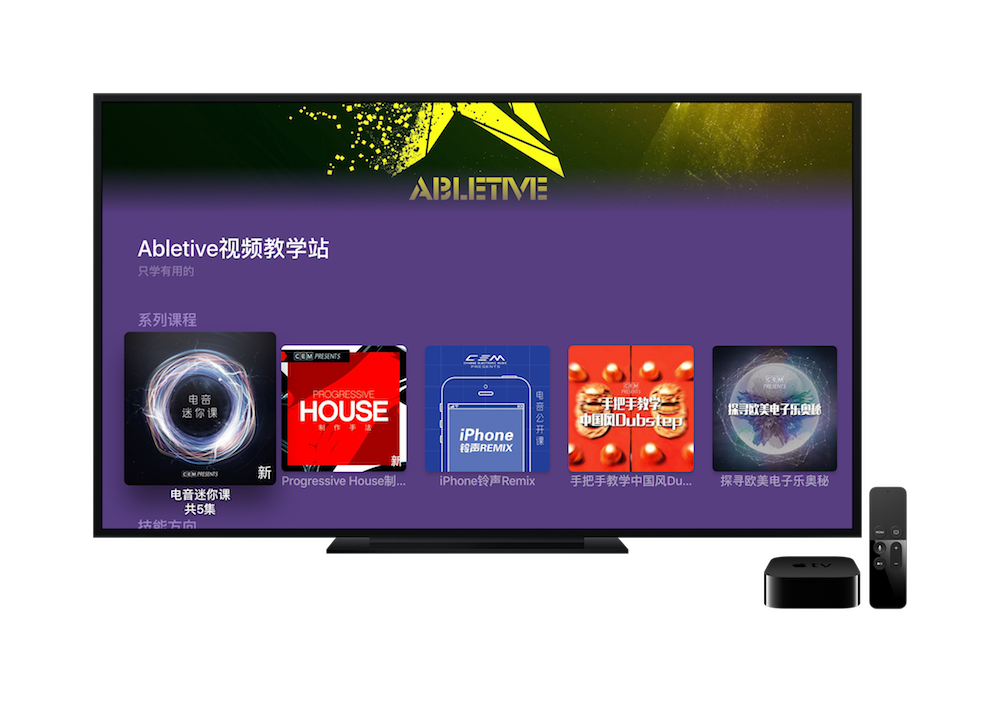 ABLETIVE
Abletive视频教学站
只学有用的
系列课程
电音
迷你课
C=M PRESENTS
新
电音迷你课
共5集
C=M PRESENTS
PROGRESSIVE
HOUSE
制作手法
新
Progressive House制...
C=M
PRESENTS
电音公开课
iPhone
铃声REMIX
iPhone铃声Remix
C=M
PRESENTS
手把手教学
中国风Dubstep
手把手教学中国风Du...
C=M
PRESENTS
探寻欧美电子乐奥秘
探寻欧美电子乐奥秘
技能方向
tv
MENU